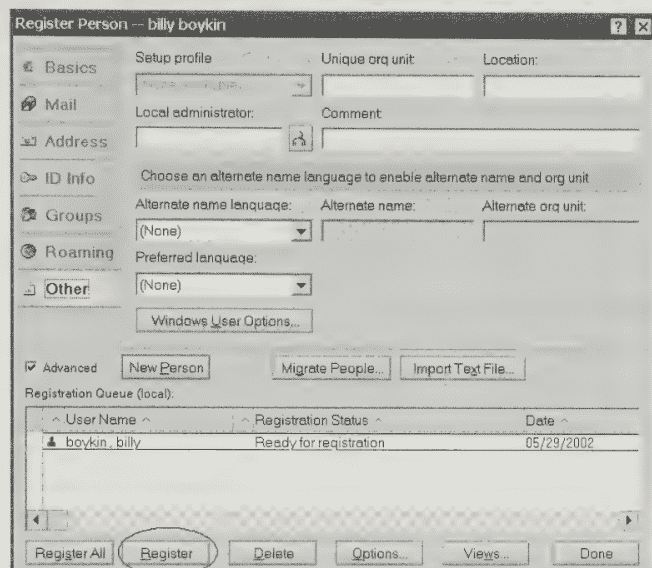 Register Person -- billy boykin
Basics
Mail
Address
ID Info
Groups
Roaming
Other
Setup profile
Unique org unit:
Location:
Local administrator:
Comment:
Choose an alternate name language to enable alternate name and org unit
Alternate name language:
Alternate name:
Alternate org unit:
(None)
Preferred language:
(None)
Windows User Options...
Advanced
New Person
Migrate People...
Import Text File...
Registration Queue (local):
User Name
Registration Status
Date
boykin, billy
Ready for registration
05/29/2002
Register All
Register
Delete
Options...
Views...
Done